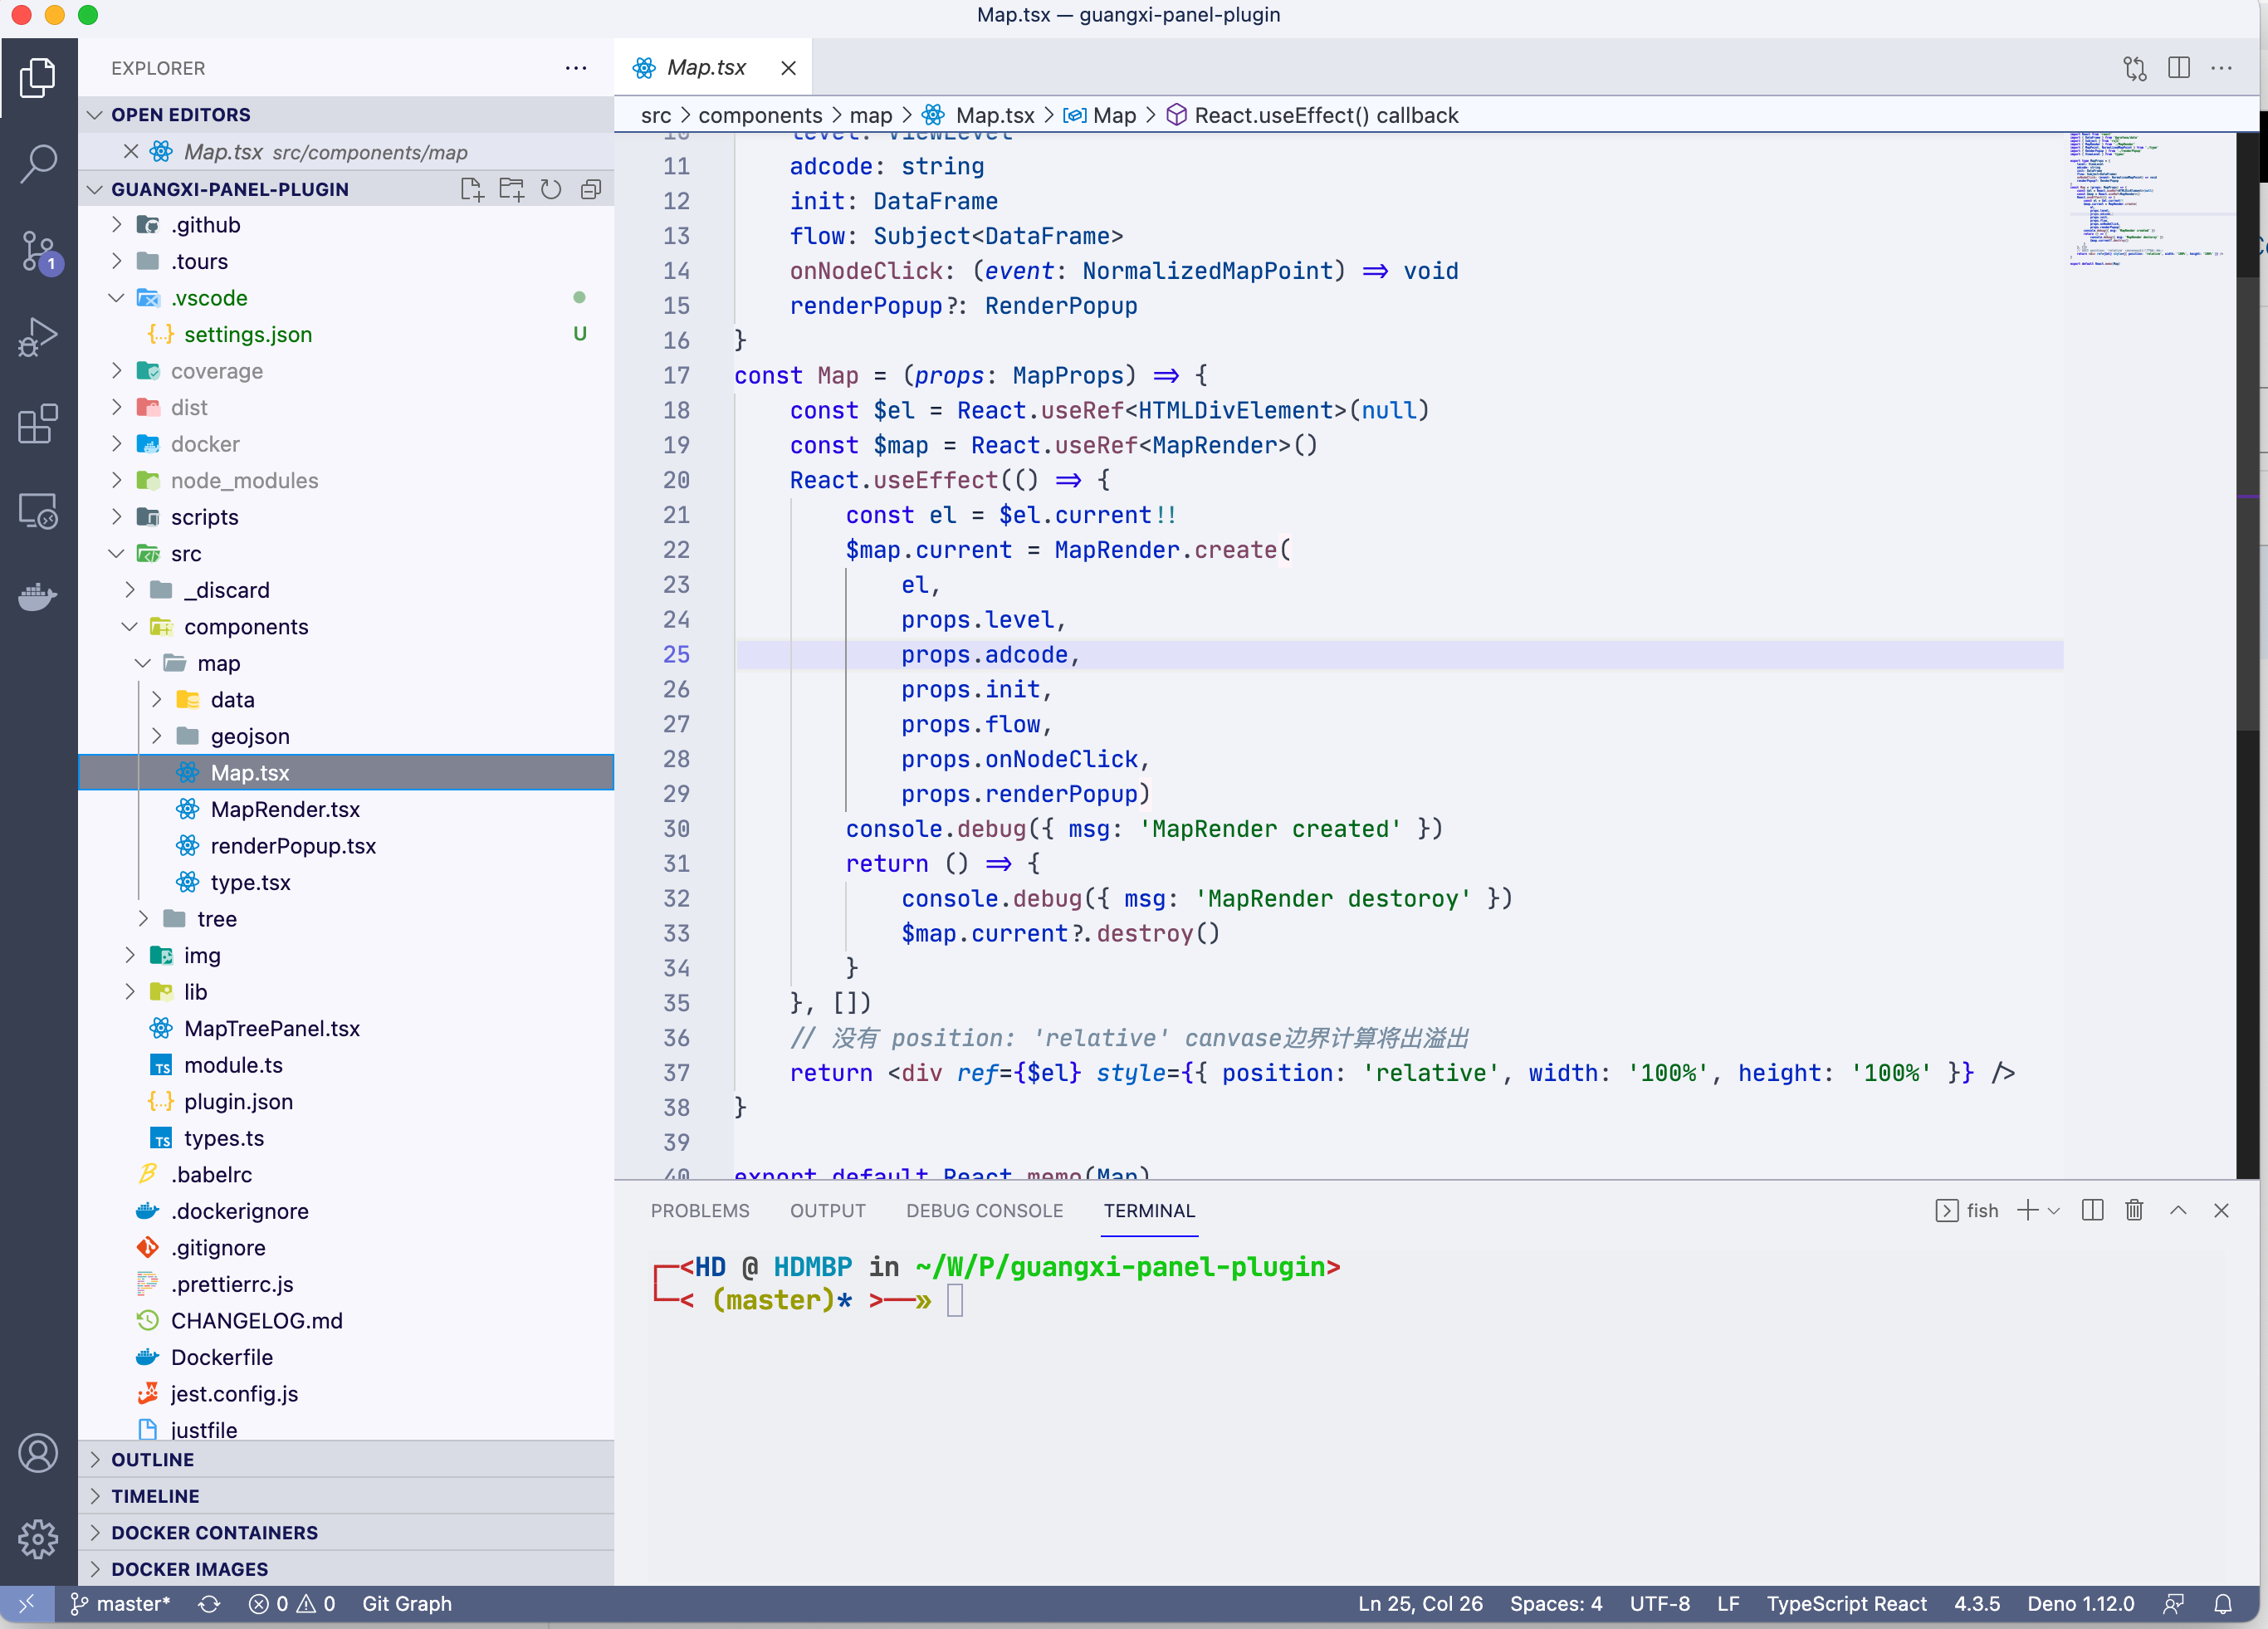 Map.tsx — guangxi-panel-plugin
EXPLORER
OPEN EDITORS
Map.tsx src/components/map
GUANGXI-PANEL-PLUGIN
.github
.tours
.vscode
settings.json U
coverage
dist
docker
node_modules
scripts
src
_discard
components
map
data
geojson
Map.tsx
MapRender.tsx
renderPopup.tsx
type.tsx
tree
img
lib
MapTreePanel.tsx
module.ts
plugin.json
types.ts
.babelrc
.dockerignore
.gitignore
.prettierrc.js
CHANGELOG.md
Dockerfile
jest.config.js
justfile
OUTLINE
TIMELINE
DOCKER CONTAINERS
DOCKER IMAGES
1
Map.tsx
src > components > map > Map.tsx > Map > React.useEffect() callback
10 level: ViewLevel
11 adcode: string
12 init: DataFrame
13 flow: Subject<DataFrame>
14 onNodeClick: (event: NormalizedMapPoint) => void
15 renderPopup?: RenderPopup
16 }
17 const Map = (props: MapProps) => {
18 const $el = React.useRef<HTMLDivElement>(null)
19 const $map = React.useRef<MapRender>()
20 React.useEffect(() => {
21 const el = $el.current!!
22 $map.current = MapRender.create(
23 el,
24 props.level,
25 props.adcode,
26 props.init,
27 props.flow,
28 props.onNodeClick,
29 props.renderPopup)
30 console.debug({ msg: 'MapRender created' })
31 return () => {
32 console.debug({ msg: 'MapRender destoroy' })
33 $map.current?.destroy()
34 }
35 }, [])
36 // 没有 position: 'relative' canvase边界计算将出溢出
37 return <div ref={$el} style={{ position: 'relative', width: '100%', height: '100%' }} />
38 }
39
40 export default React.memo(Map)
PROBLEMS OUTPUT DEBUG CONSOLE TERMINAL fish
<HD @ HDMBP in ~/W/P/guangxi-panel-plugin>
< (master)* >──»
master* 0 0 Git Graph Ln 25, Col 26 Spaces: 4 UTF-8 LF TypeScript React 4.3.5 Deno 1.12.0